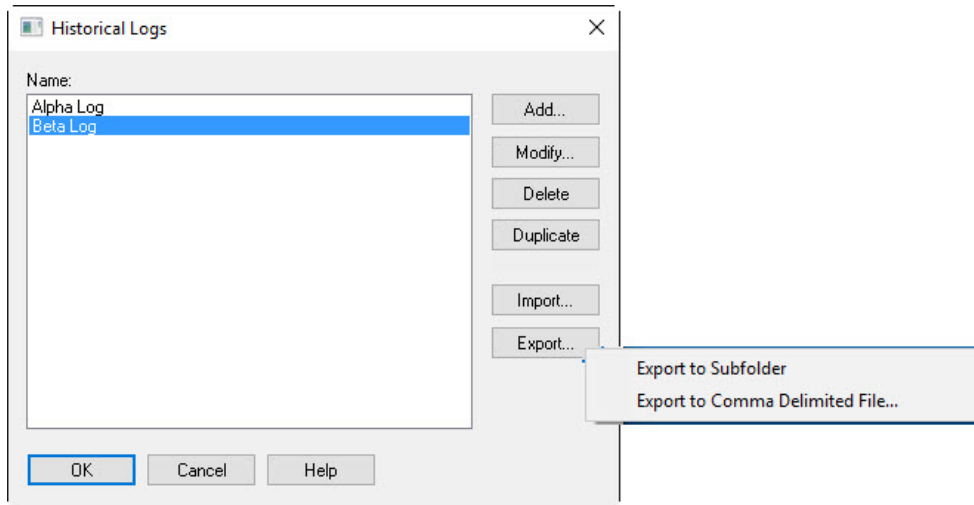 Historical Logs
Name:
Alpha Log
Beta Log
Add...
Modify...
Delete
Duplicate
Import...
Export...
Export to Subfolder
Export to Comma Delimited File...
OK
Cancel
Help